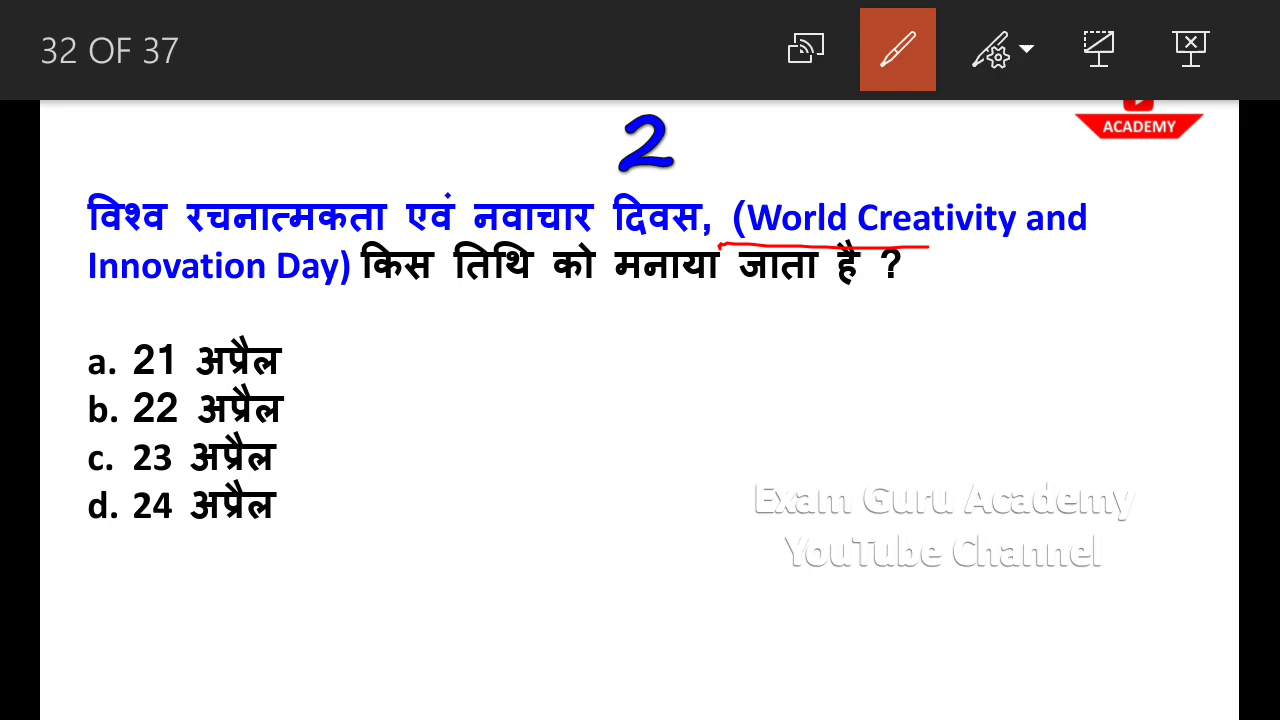 32 OF 37
ACADEMY
2
विश्व रचनात्मकता एवं नवाचार दिवस, (World Creativity and
Innovation Day) किस तिथि को मनाया जाता है ?
a. 21 अप्रैल
b. 22 अप्रैल
c. 23 अप्रैल
d. 24 अप्रैल
Exam Guru Academy
YouTube Channel